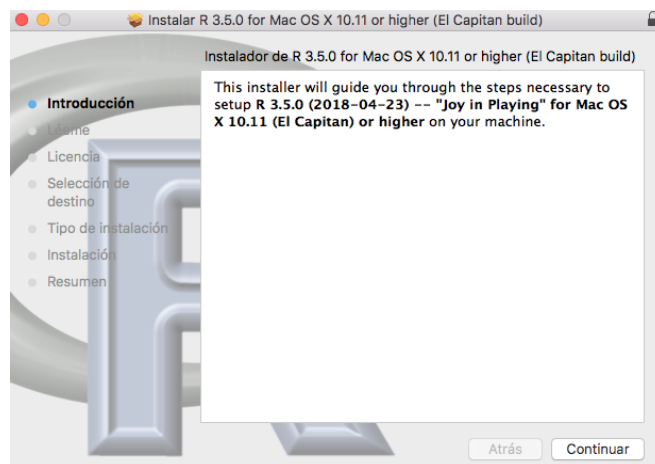 Instalar R 3.5.0 for Mac OS X 10.11 or higher (El Capitan build)
Instalador de R 3.5.0 for Mac OS X 10.11 or higher (El Capitan build)
Introducción
Léame
Licencia
Selección de
destino
Tipo de instalación
Instalación
Resumen
This installer will guide you through the steps necessary to
setup R 3.5.0 (2018-04-23) -- "Joy in Playing" for Mac OS
X 10.11 (El Capitan) or higher on your machine.
Atrás
Continuar